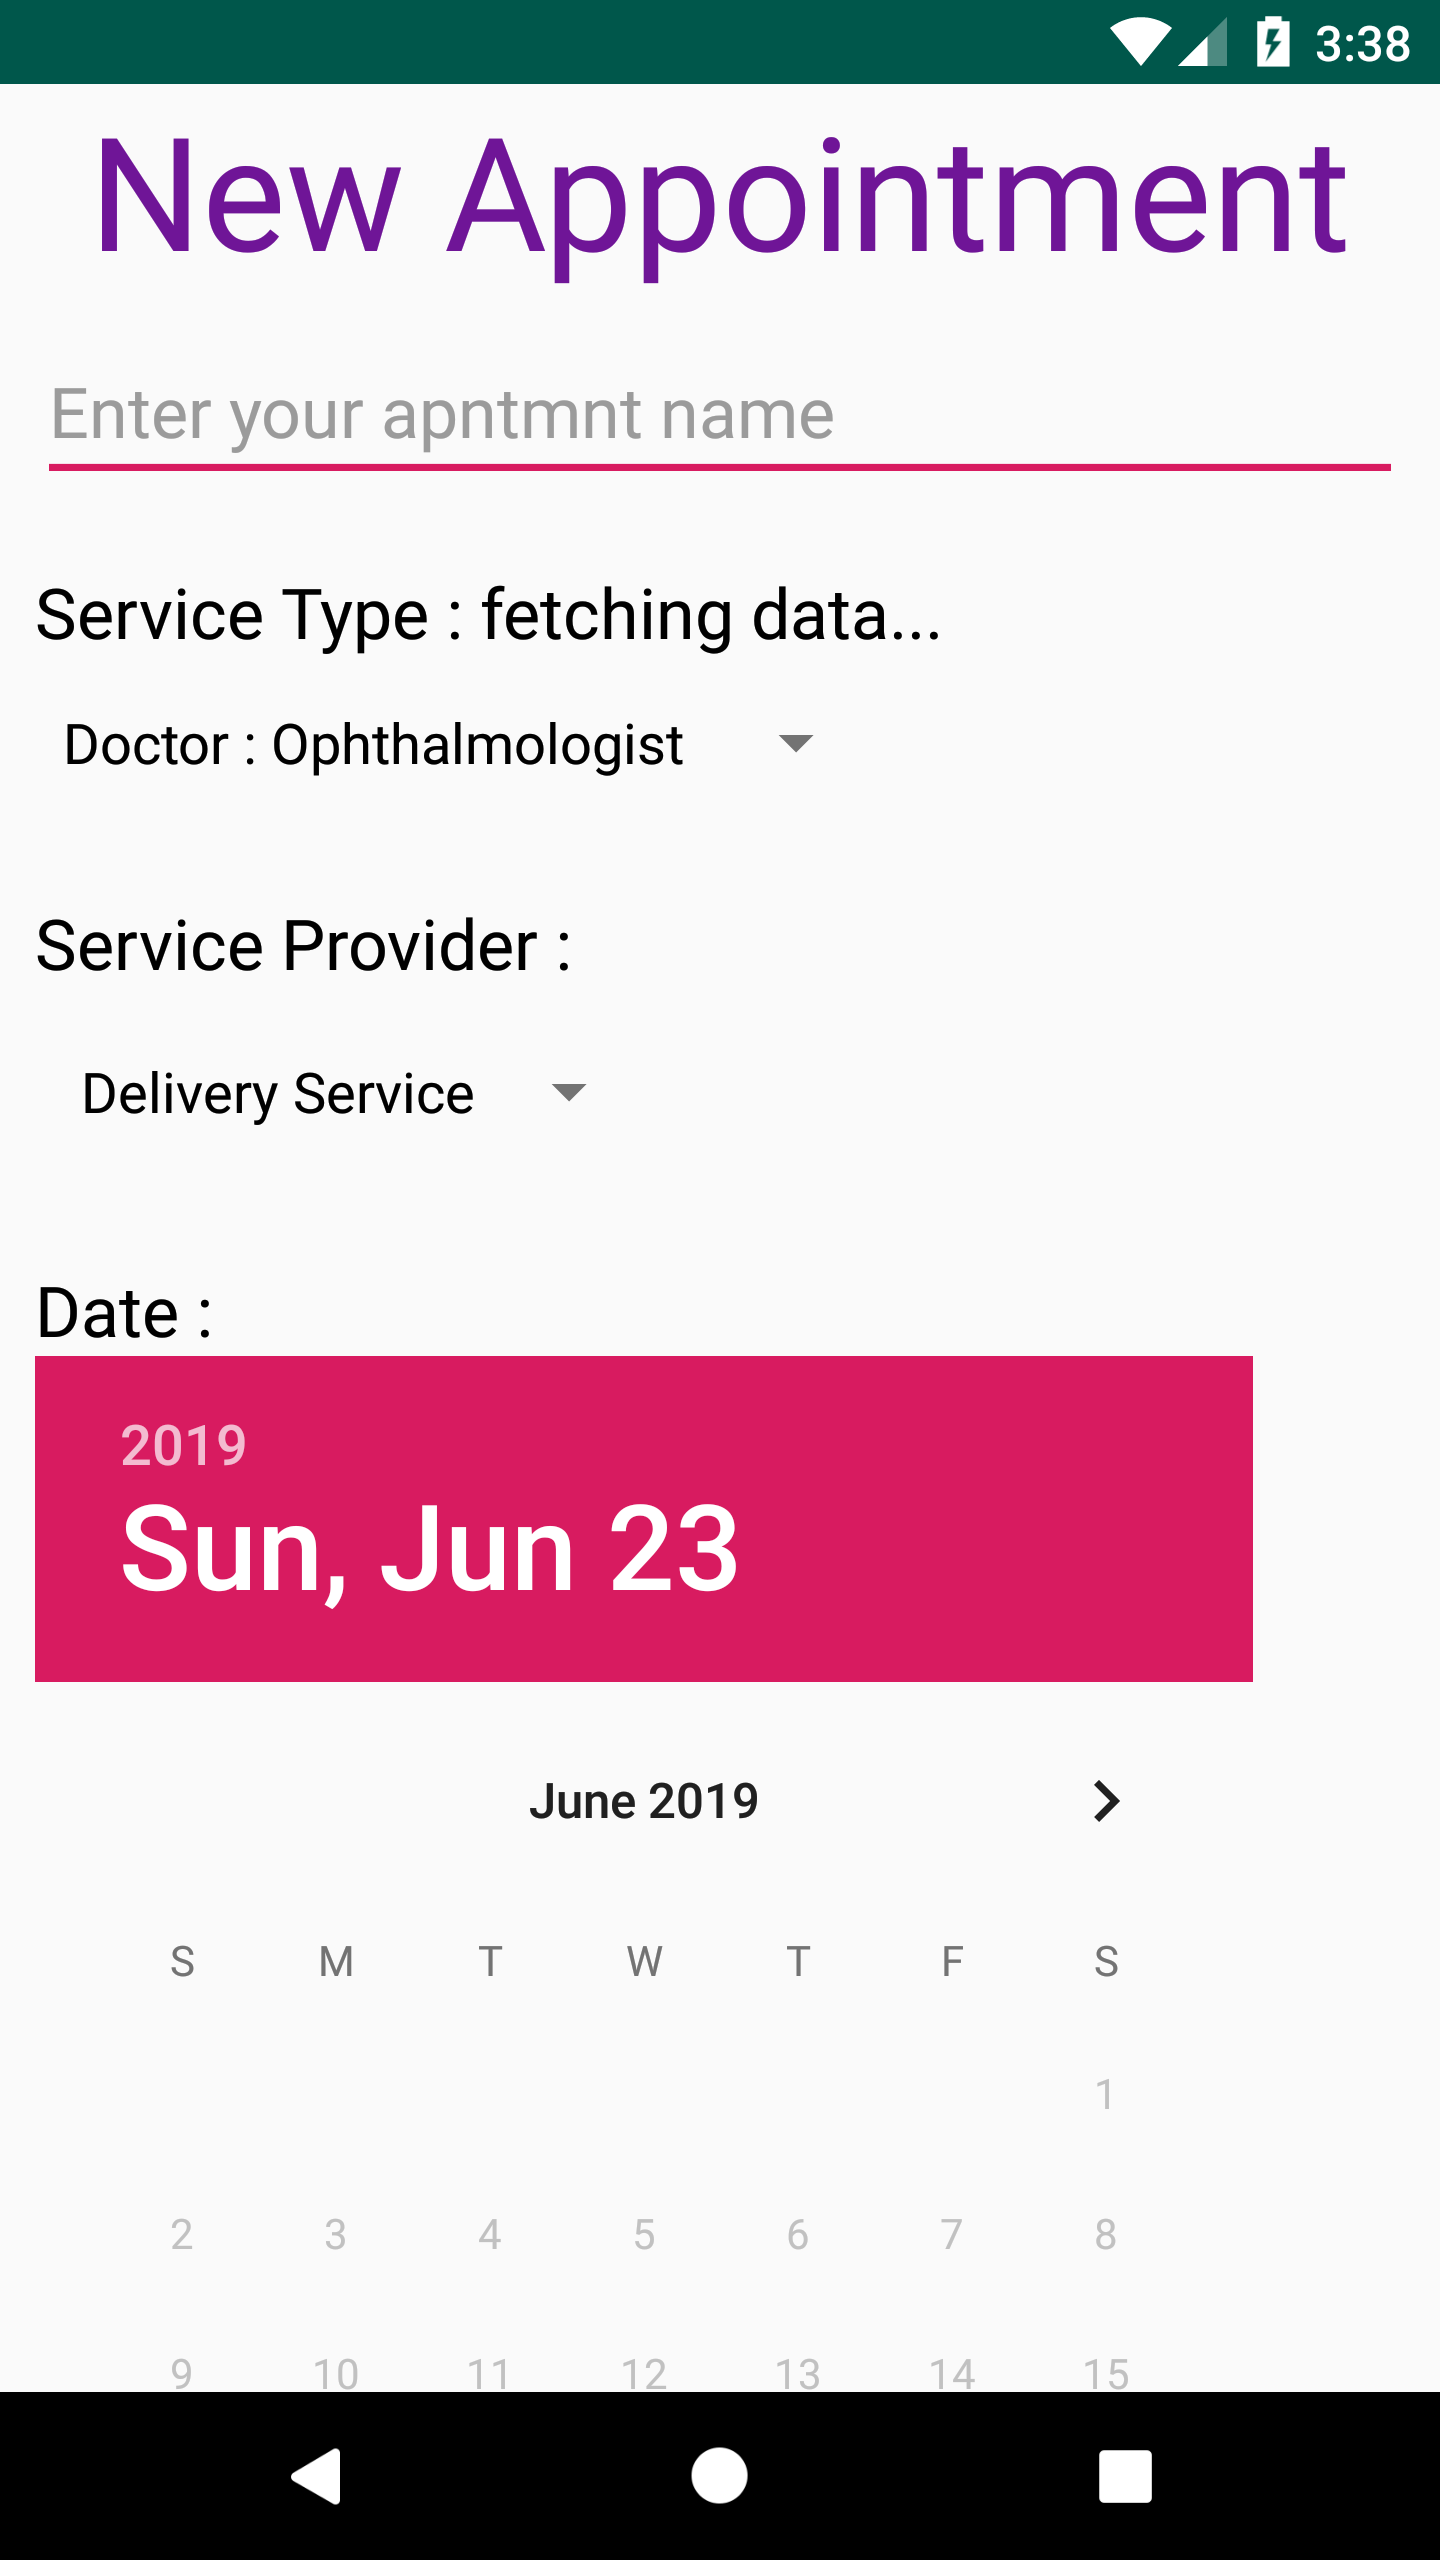 3:38
New Appointment
Enter your apntmnt name
Service Type : fetching data...
Doctor : Ophthalmologist
Service Provider :
Delivery Service
Date :
2019
Sun, Jun 23
June 2019
S M T W T F S
1
2 3 4 5 6 7 8
9 10 11 12 13 14 15